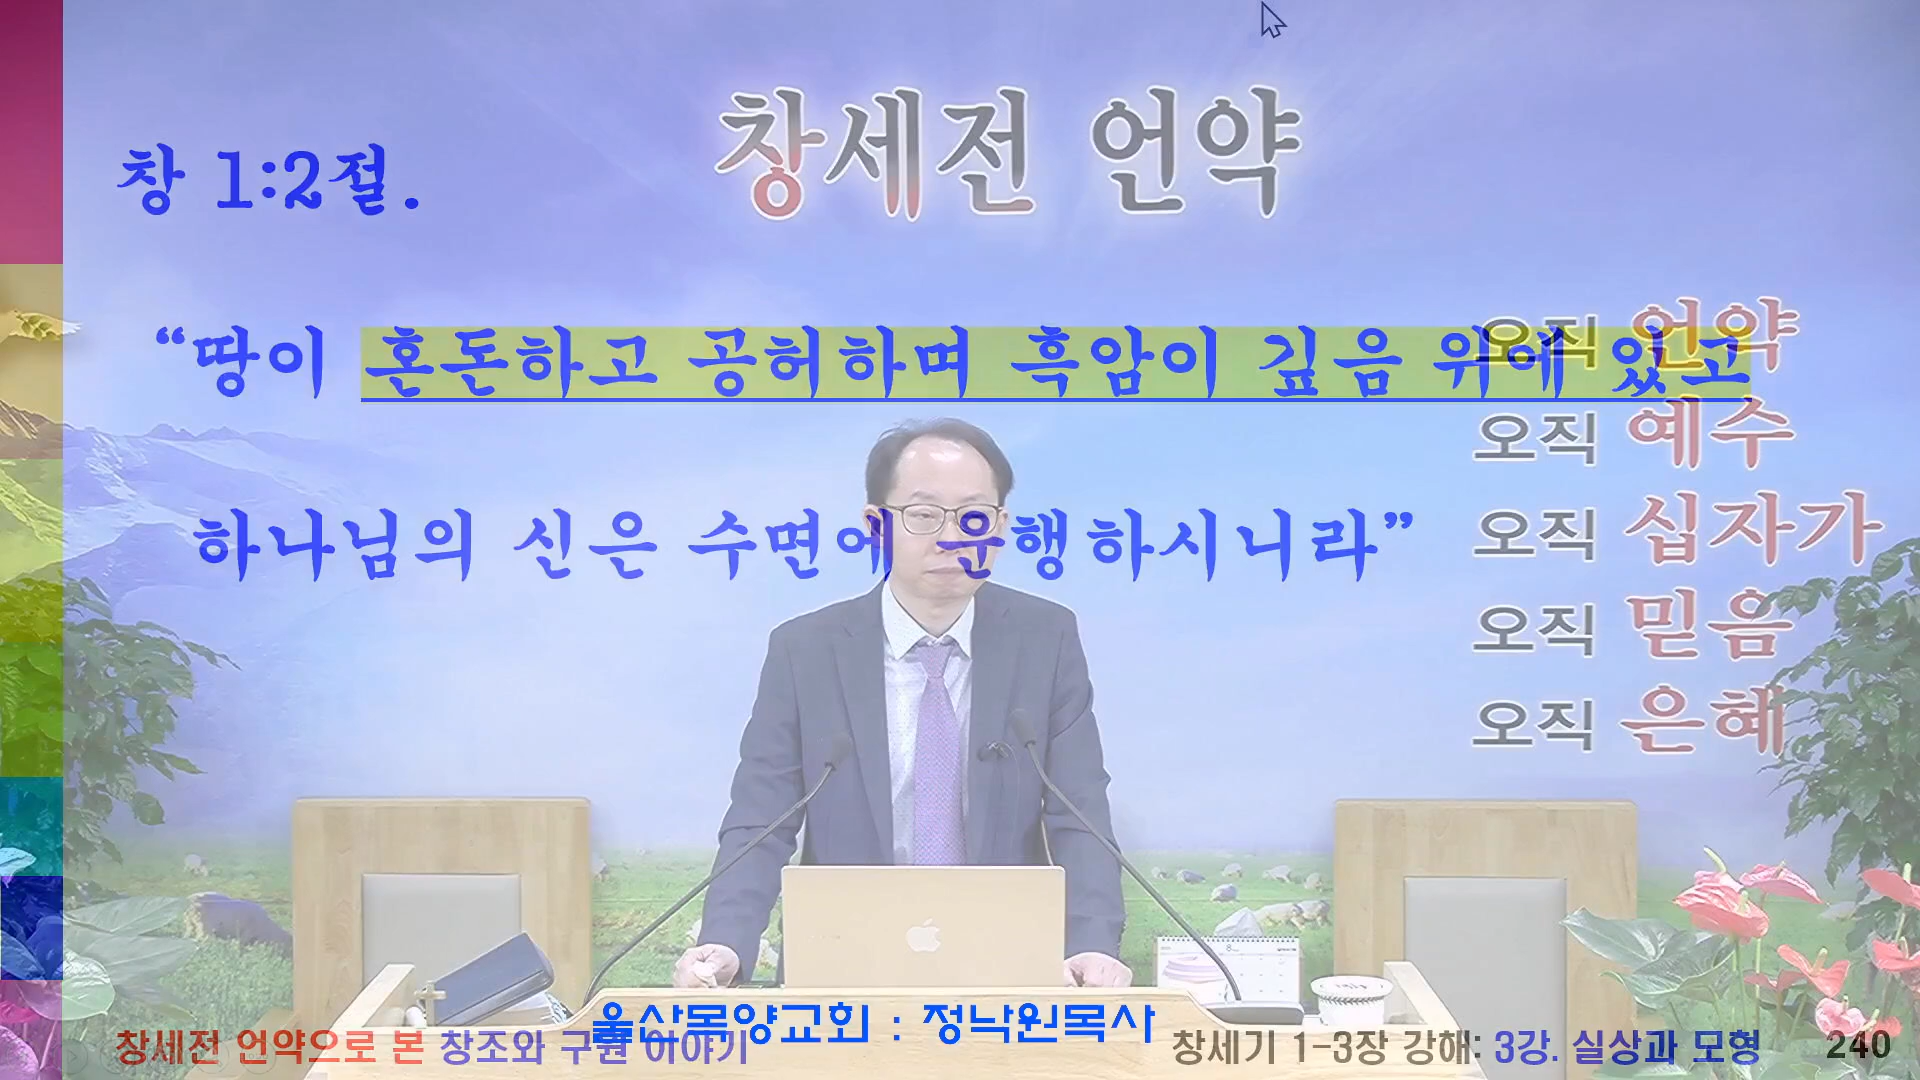 창세전 언약
창 1:2절.
“땅이 혼돈하고 공허하며 흑암이 깊음 위에 있고
하나님의 신은 수면에 운행하시니라”
오직 언약
오직 예수
오직 십자가
오직 믿음
오직 은혜
울산목양교회 : 정낙원목사
창세전 언약으로 본 창조와 구원 이야기
창세기 1-3장 강해: 3강. 실상과 모형
240